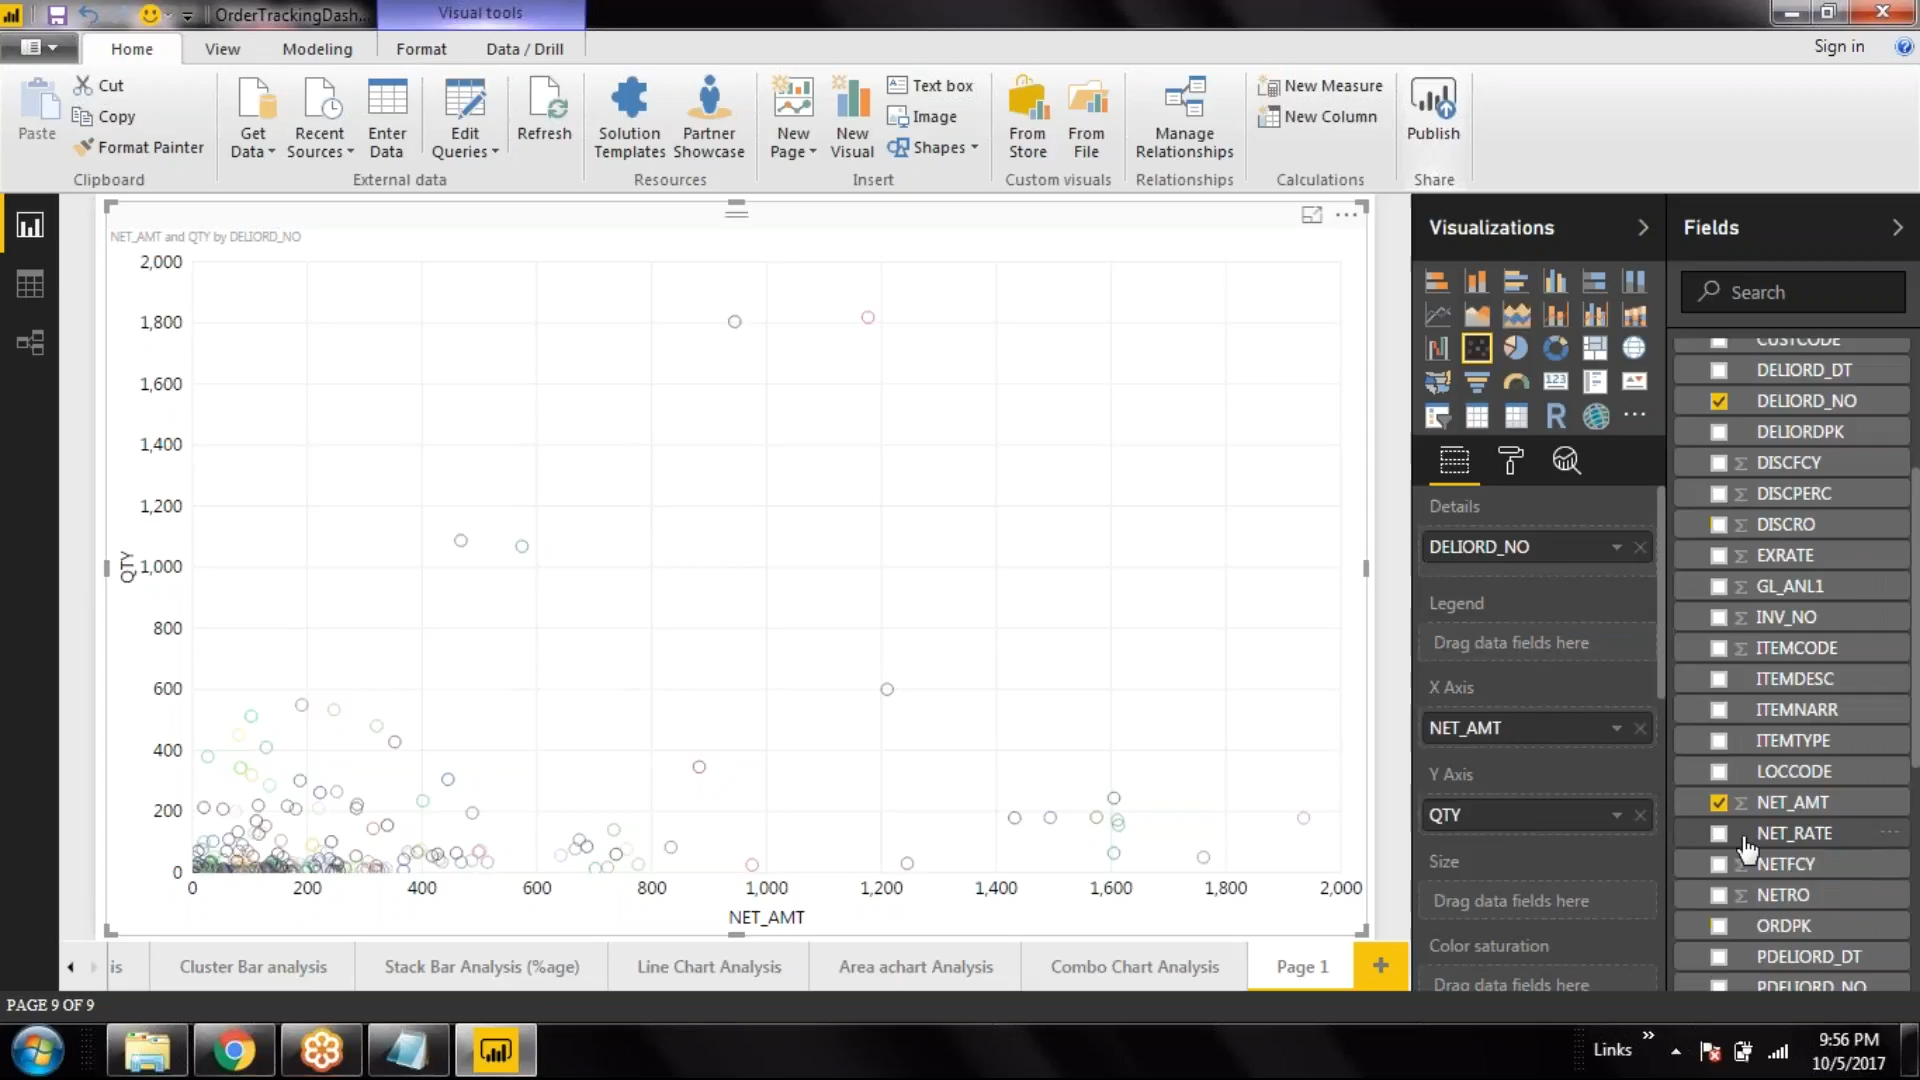 OrderTrackingDash...
Visual tools
Home
View
Modeling
Format
Data / Drill
Sign in
Paste
Cut
Copy
Format Painter
Clipboard
Get Data
Recent Sources
Enter Data
Edit Queries
Refresh
External data
Solution Templates
Partner Showcase
Resources
New Page
New Visual
Text box
Image
Shapes
Insert
From Store
From File
Custom visuals
Manage Relationships
Relationships
New Measure
New Column
Calculations
Publish
Share
NET_AMT and QTY by DELIORD_NO
2,000
1,800
1,600
1,400
1,200
1,000
800
600
400
200
0
QTY
0 200 400 600 800 1,000 1,200 1,400 1,600 1,800 2,000
NET_AMT
Visualizations
123
R
Details
DELIORD_NO
Legend
Drag data fields here
X Axis
NET_AMT
Y Axis
QTY
Size
Drag data fields here
Color saturation
Drag data fields here
Fields
Search
CUSTCODE
DELIORD_DT
DELIORD_NO
DELIORDPK
DISCFCY
DISCPERC
DISCRO
EXRATE
GL_ANL1
INV_NO
ITEMCODE
ITEMDESC
ITEMNARR
ITEMTYPE
LOCCODE
NET_AMT
NET_RATE
NETFCY
NETRO
ORDPK
PDELIORD_DT
PDELIORD_NO
is
Cluster Bar analysis
Stack Bar Analysis (%age)
Line Chart Analysis
Area achart Analysis
Combo Chart Analysis
Page 1
PAGE 9 OF 9
Links
9:56 PM
10/5/2017